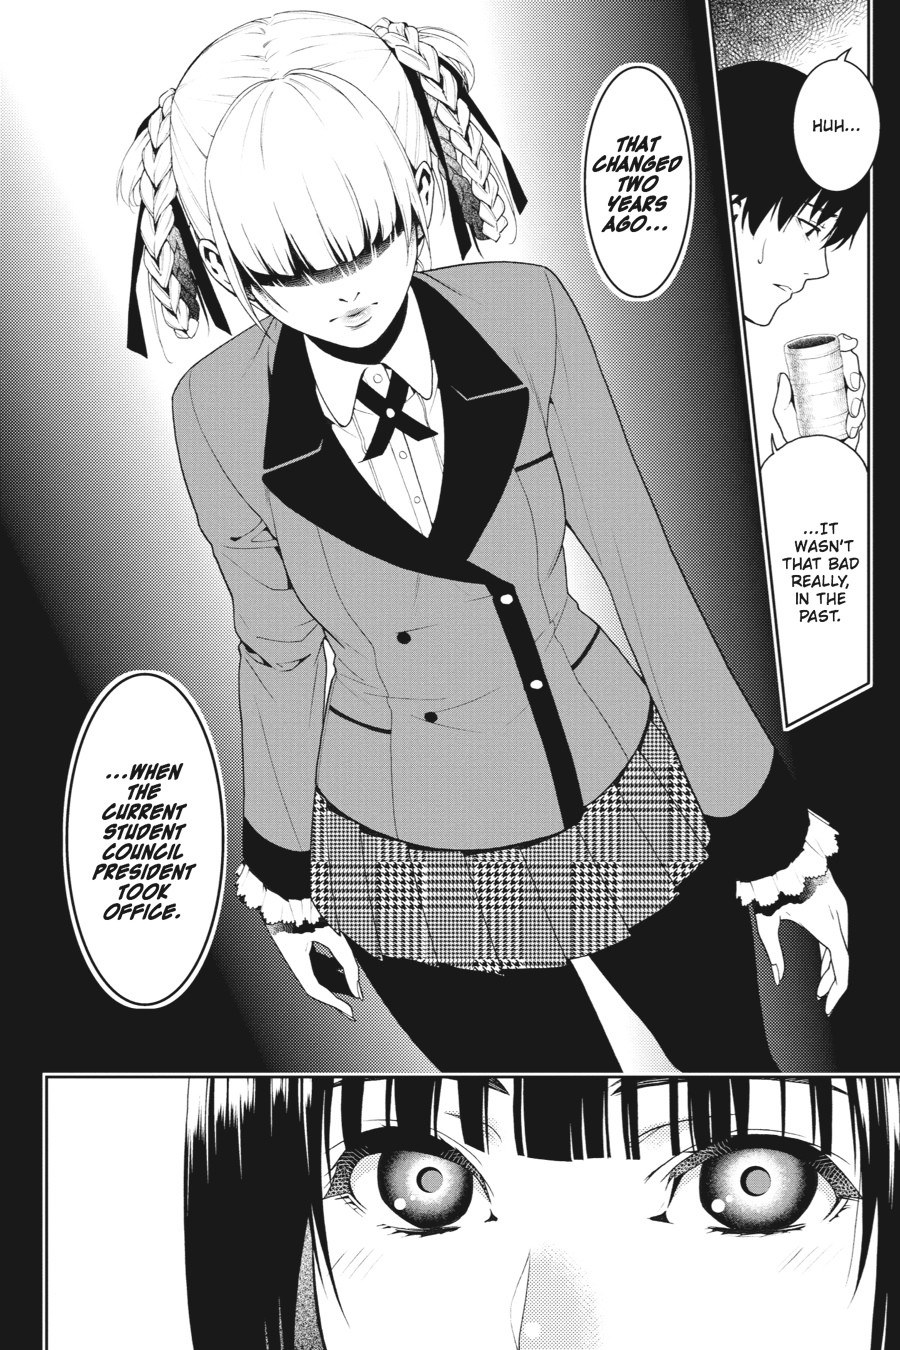 HUH...
...IT
WASN'T
THAT BAD
REALLY,
IN THE
PAST.
THAT
CHANGED
TWO
YEARS
AGO...
...WHEN
THE
CURRENT
STUDENT
COUNCIL
PRESIDENT
TOOK
OFFICE.